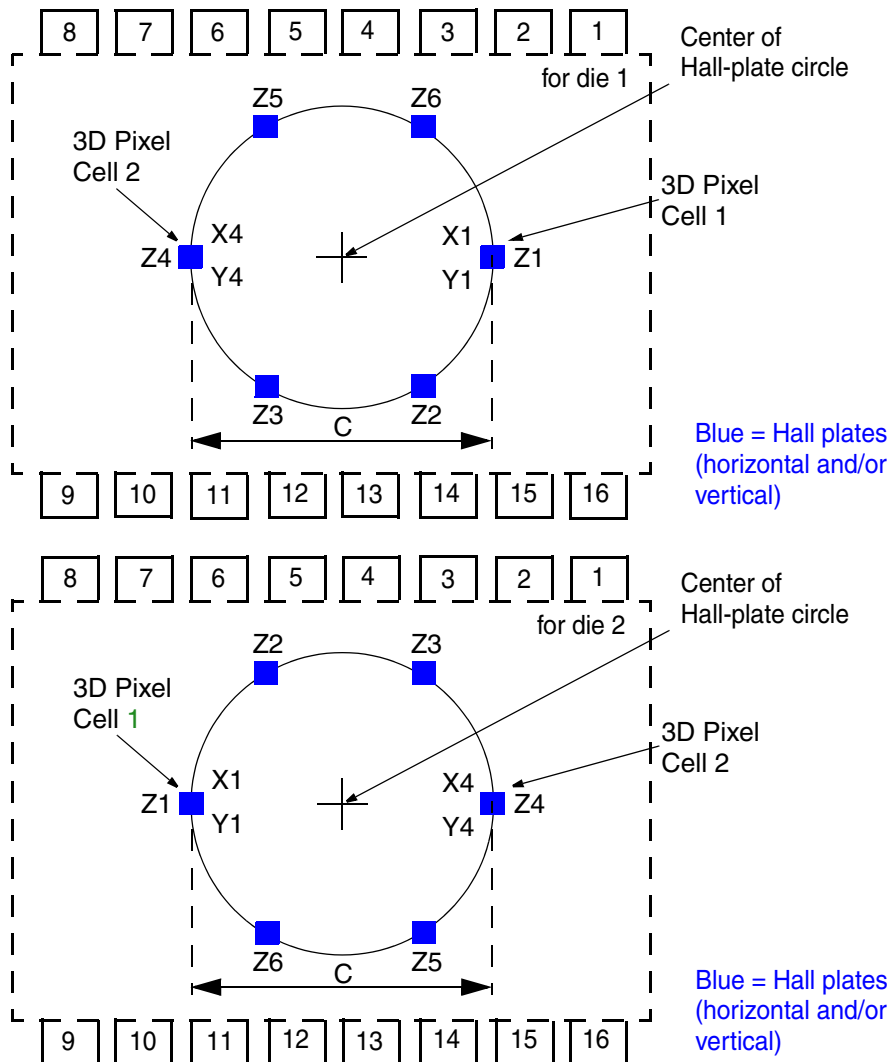 8 7 6 5 4 3 2 1
for die 1
Center of
Hall-plate circle
Z5 Z6
3D Pixel
Cell 2
3D Pixel
Cell 1
X4 X1
Z4 Z1
Y4 Y1
Z3 Z2
C
Blue = Hall plates
(horizontal and/or
vertical)
9 10 11 12 13 14 15 16
8 7 6 5 4 3 2 1
for die 2
Center of
Hall-plate circle
Z2 Z3
3D Pixel
Cell 1
3D Pixel
Cell 2
X1 X4
Z1 Z4
Y1 Y4
Z6 Z5
C
Blue = Hall plates
(horizontal and/or
vertical)
9 10 11 12 13 14 15 16